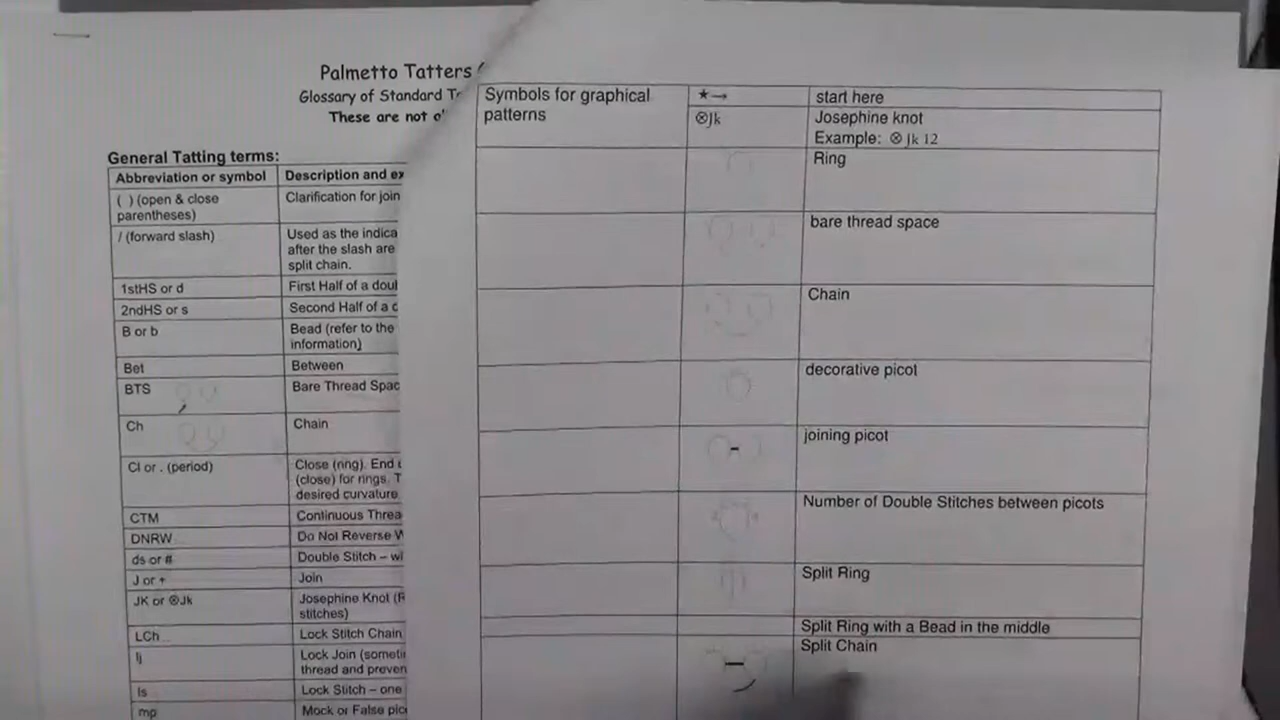 Palmetto Tatters
Glossary of Standard
These are not
General Tatting terms:
Abbreviation or symbol
Description and
( ) (open & close
parentheses)
Clarification for join
/ (forward slash)
Used as the indica
after the slash are
split chain.
1stHS or d
First Half of a doul
2ndHS or s
Second Half of a
B or b
Bead (refer to the
information)
Bet
Between
BTS
Bare Thread Spac
Ch
Chain
Cl or . (period)
Close (ring). End
(close) for rings.
desired curvature
CTM
Continuous Threa
DNRW
Do Not Reverse W
ds or #
Double Stitch –
J or +
Join
JK or ⊗Jk
Josephine Knot (
stitches)
LCh
Lock Stitch Chain
lj
Lock Join (someti
thread and preven
ls
Lock Stitch – one
mp
Mock or False pic
Symbols for graphical
patterns
★→
start here
⊗Jk
Josephine knot
Example: ⊗ Jk 12
Ring
bare thread space
Chain
decorative picot
joining picot
Number of Double Stitches between picots
Split Ring
Split Ring with a Bead in the middle
Split Chain